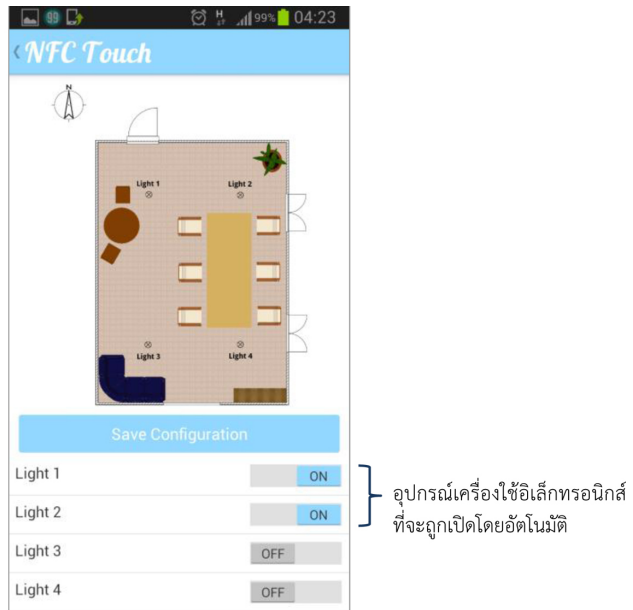 99 H 99% 04:23
NFC Touch
N
Light 1 Light 2
Light 3 Light 4
Save Configuration
Light 1 ON
Light 2 ON
อุปกรณ์เครื่องใช้อิเล็กทรอนิกส์
ที่จะถูกเปิดโดยอัตโนมัติ
Light 3 OFF
Light 4 OFF